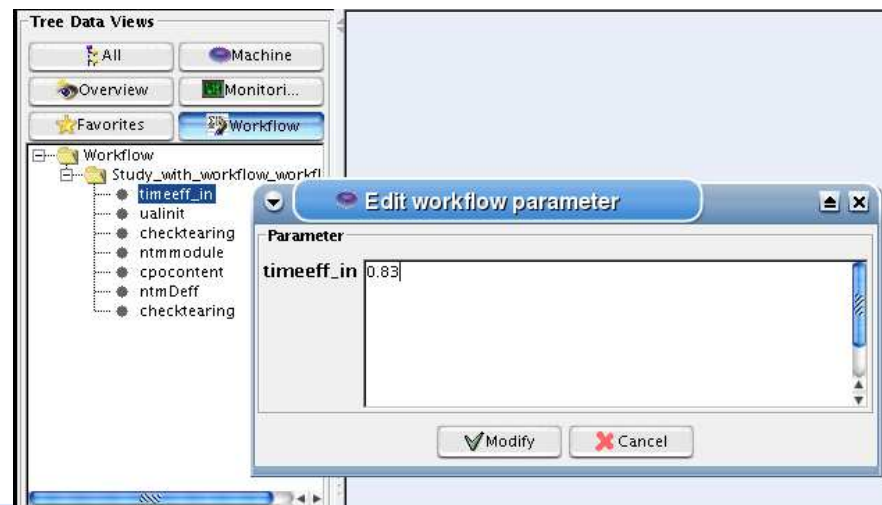 Tree Data Views
All
Machine
Overview
Monitori...
Favorites
Workflow
Workflow
Study_with_workflow_workfl
timeeff_in
ualinit
checktearing
ntmmodule
cpocontent
ntmDeff
checktearing
Edit workflow parameter
Parameter
timeeff_in 0.83
Modify
Cancel